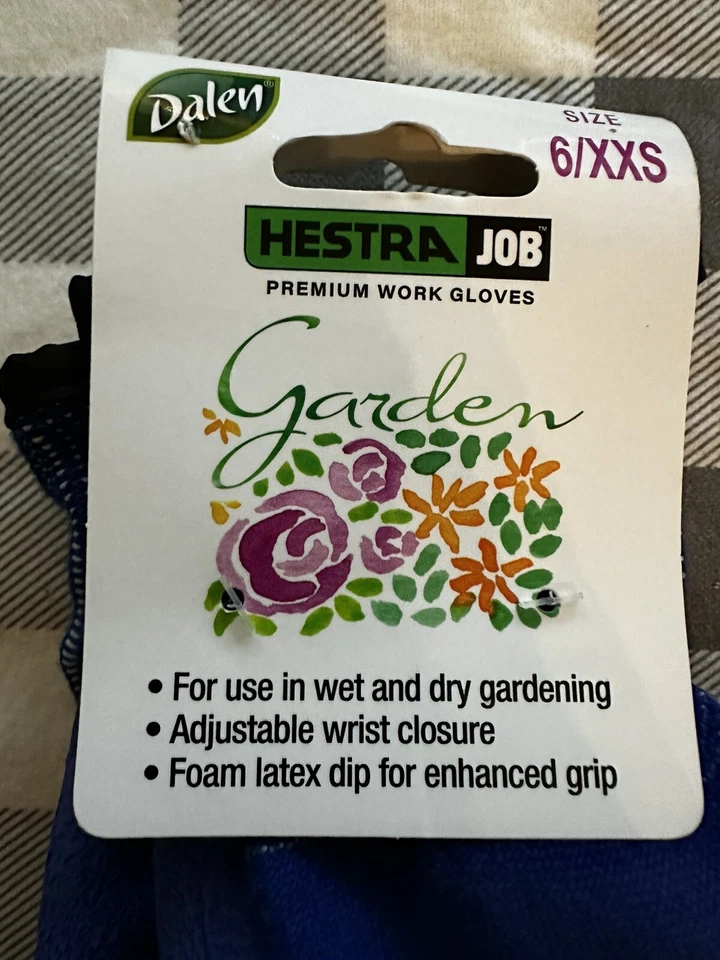 Dalen®
SIZE
6/XXS
HESTRA JOB™
PREMIUM WORK GLOVES
Garden
• For use in wet and dry gardening
• Adjustable wrist closure
• Foam latex dip for enhanced grip